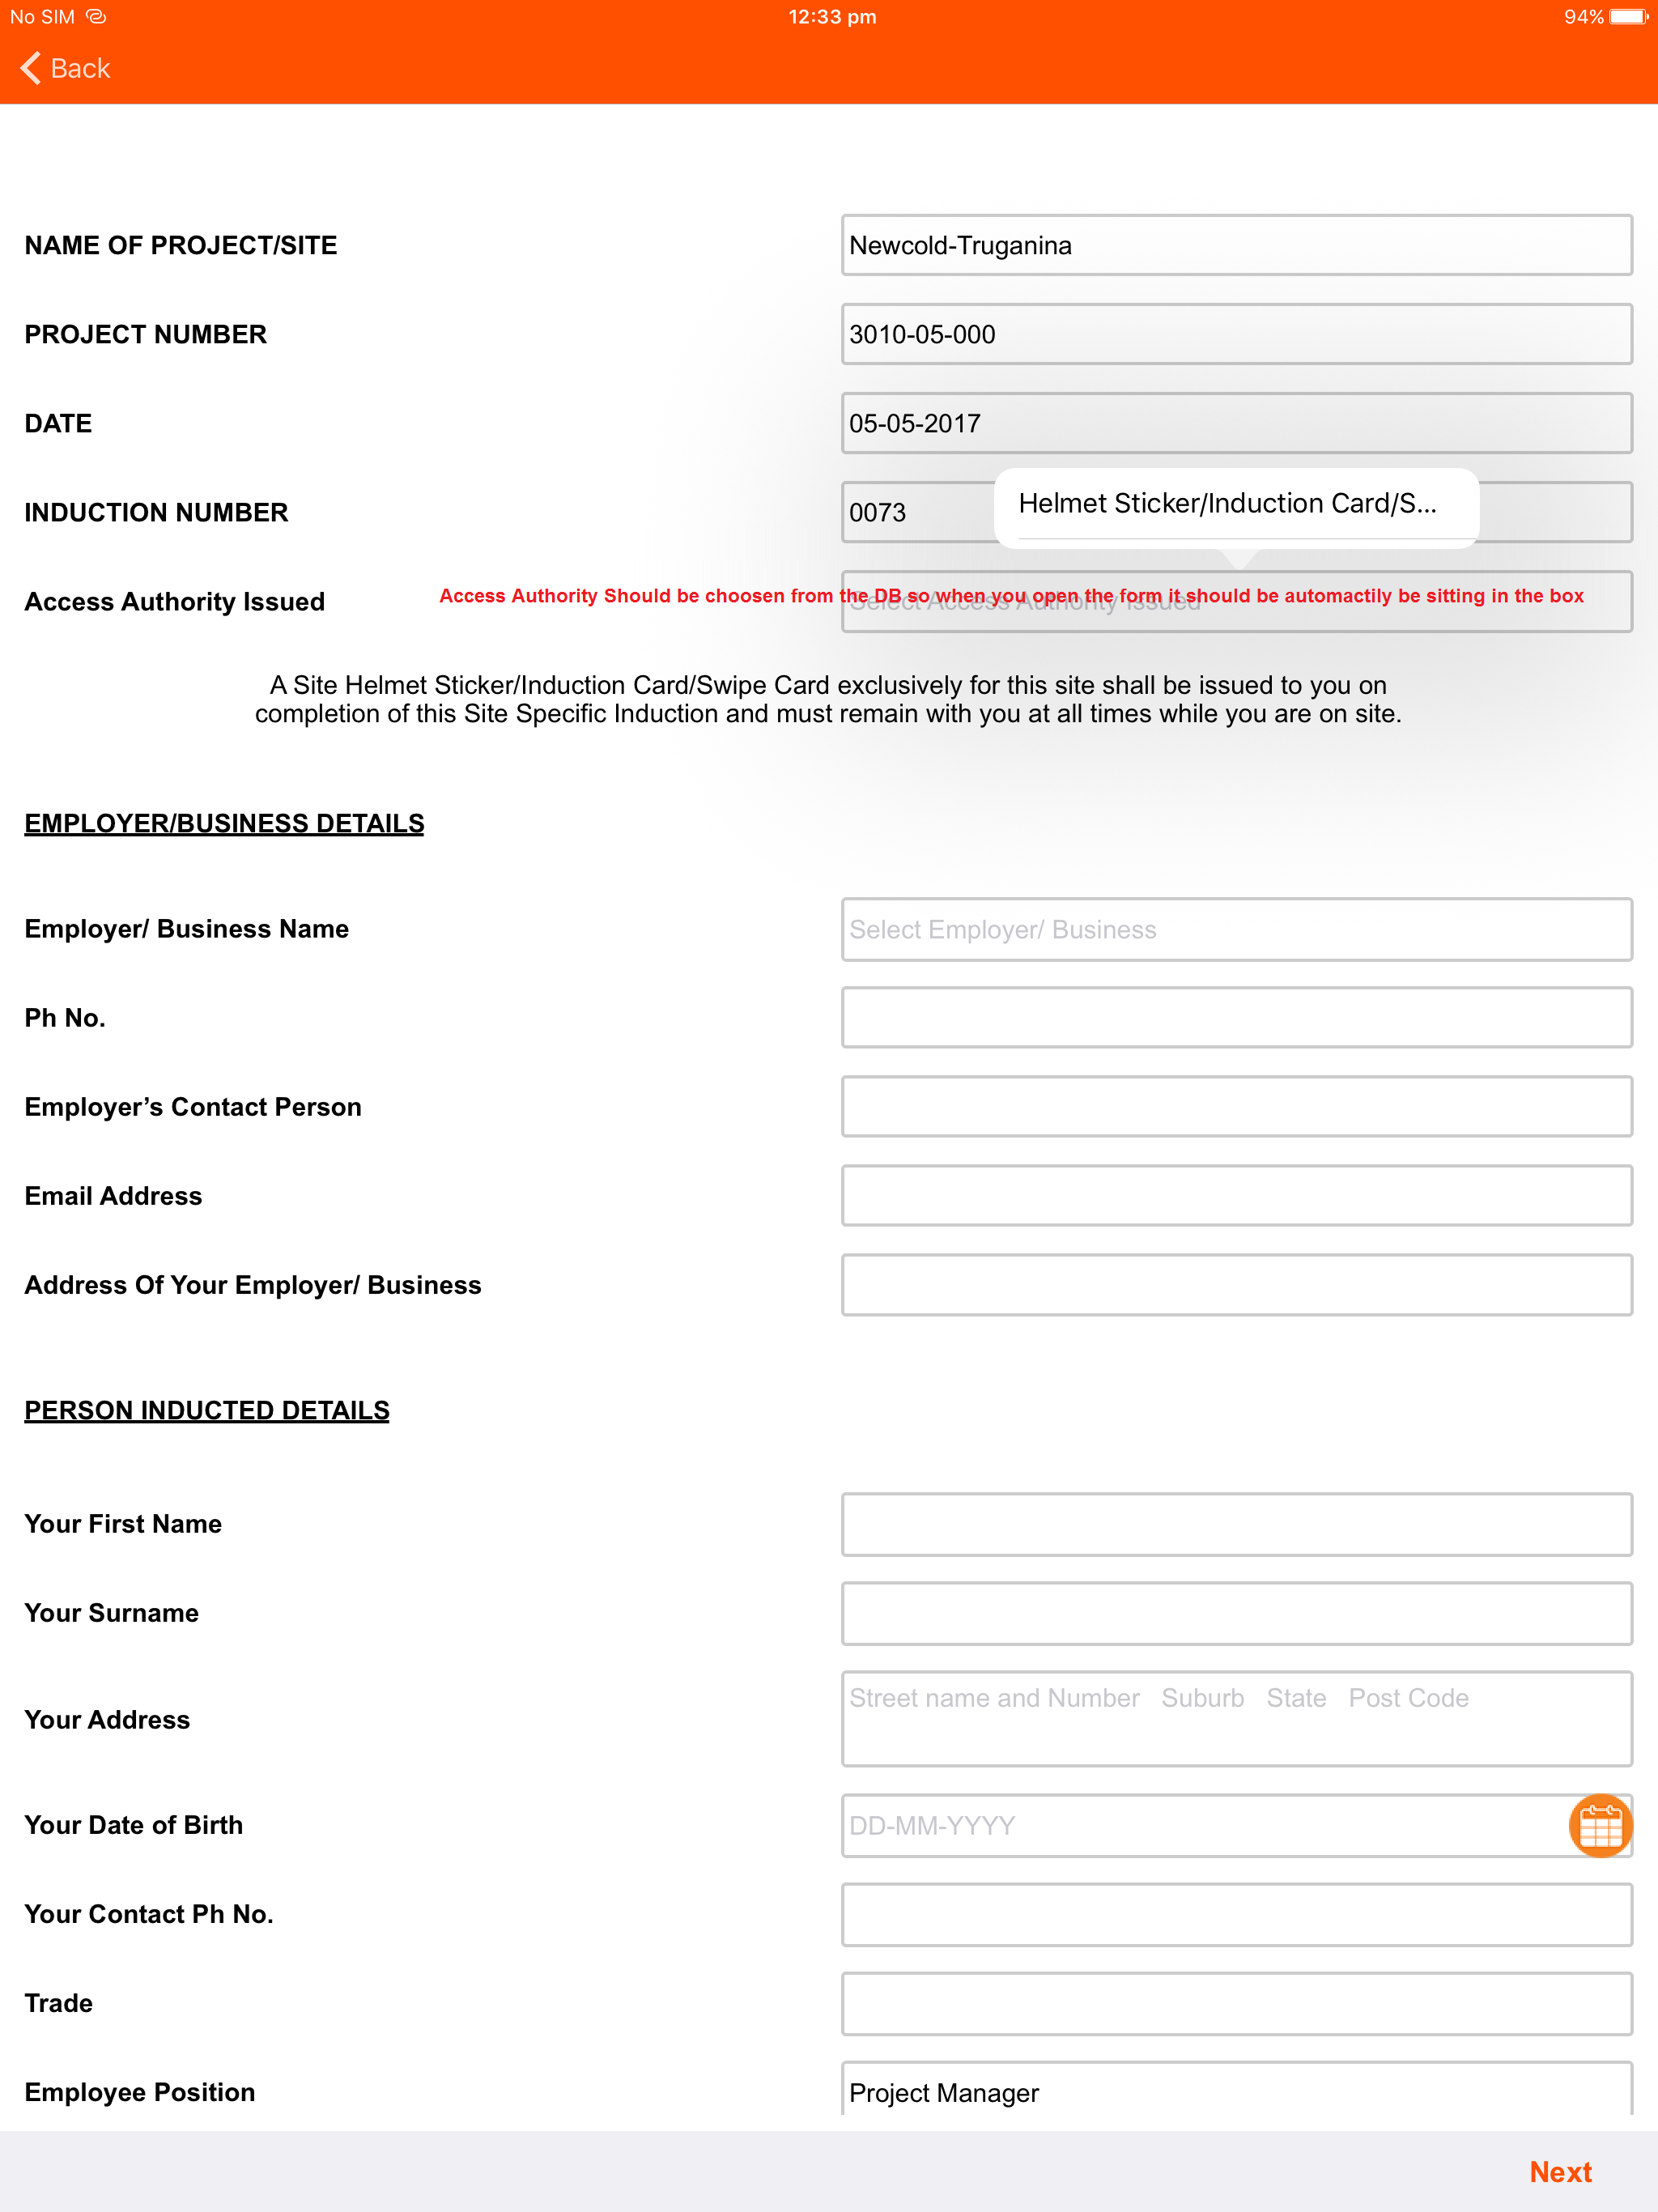 No SIM
12:33 pm
94%
Back
NAME OF PROJECT/SITE
Newcold-Truganina
PROJECT NUMBER
3010-05-000
DATE
05-05-2017
INDUCTION NUMBER
0073
Helmet Sticker/Induction Card/S...
Access Authority Issued
Access Authority Should be choosen from the DB so when you open the form it should be automactily be sitting in the box
Select Access Authority Issued
A Site Helmet Sticker/Induction Card/Swipe Card exclusively for this site shall be issued to you on
completion of this Site Specific Induction and must remain with you at all times while you are on site.
EMPLOYER/BUSINESS DETAILS
Employer/ Business Name
Select Employer/ Business
Ph No.
Employer’s Contact Person
Email Address
Address Of Your Employer/ Business
PERSON INDUCTED DETAILS
Your First Name
Your Surname
Your Address
Street name and Number Suburb State Post Code
Your Date of Birth
DD-MM-YYYY
Your Contact Ph No.
Trade
Employee Position
Project Manager
Next